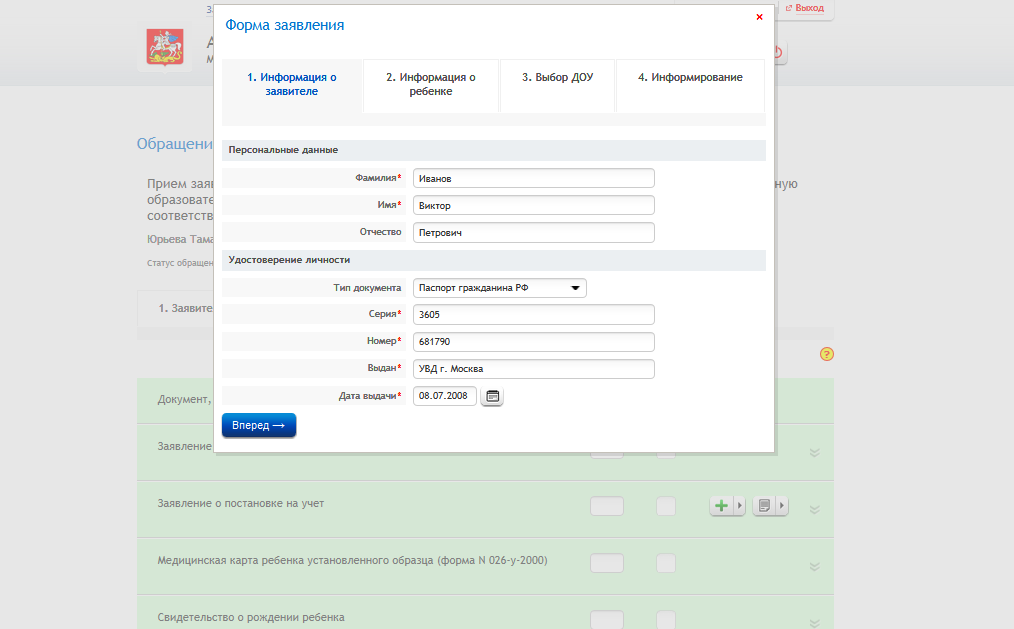 Форма заявления
Выход
1. Информация о
заявителе
2. Информация о
ребенке
3. Выбор ДОУ
4. Информирование
Обращени
Персональные данные
Прием
ную
Фамилия* Иванов
образовате
Имя* Виктор
соответств
Отчество Петрович
Юрьева Тама
Удостоверение личности
Статус обращен
Тип документа Паспорт гражданина РФ
1. Заявите
Серия* 3605
Номер* 681790
?
Выдан* УВД г. Москва
Дата выдачи* 08.07.2008
Документ,
Вперед →
Заявление
Заявление о постановке на учет
Медицинская карта ребенка установленного образца (форма N 026-у-2000)
Свидетельство о рождении ребенка